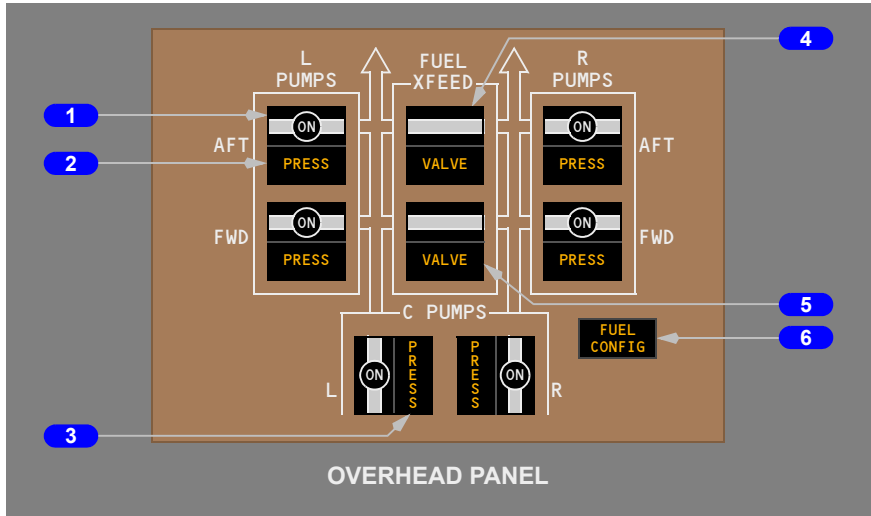 L
PUMPS
FUEL
XFEED
R
PUMPS
4
1
ON
ON
AFT
AFT
2
PRESS
VALVE
PRESS
ON
ON
FWD
FWD
PRESS
VALVE
PRESS
5
C PUMPS
FUEL
CONFIG
6
L
ON
PRESS
PRESS
ON
R
3
OVERHEAD PANEL